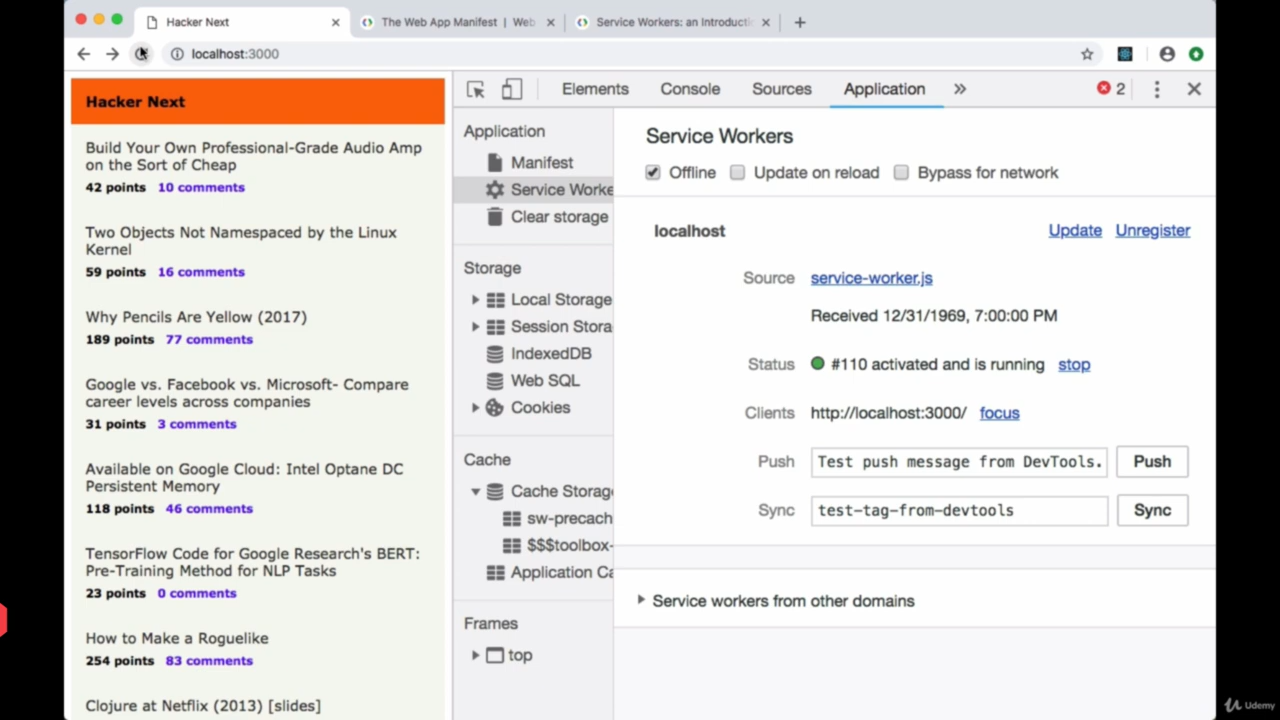 Hacker Next
The Web App Manifest | Web
Service Workers: an Introducti
localhost:3000
Hacker Next
Build Your Own Professional-Grade Audio Amp
on the Sort of Cheap
42 points 10 comments
Two Objects Not Namespaced by the Linux
Kernel
59 points 16 comments
Why Pencils Are Yellow (2017)
189 points 77 comments
Google vs. Facebook vs. Microsoft- Compare
career levels across companies
31 points 3 comments
Available on Google Cloud: Intel Optane DC
Persistent Memory
118 points 46 comments
TensorFlow Code for Google Research's BERT:
Pre-Training Method for NLP Tasks
23 points 0 comments
How to Make a Roguelike
254 points 83 comments
Clojure at Netflix (2013) [slides]
Elements Console Sources Application » 2
Application
Manifest
Service Worke
Clear storage
Storage
Local Storage
Session Stora
IndexedDB
Web SQL
Cookies
Cache
Cache Storag
sw-precach
$$$toolbox-
Application Ca
Frames
top
Service Workers
Offline Update on reload Bypass for network
localhost Update Unregister
Source service-worker.js
Received 12/31/1969, 7:00:00 PM
Status #110 activated and is running stop
Clients http://localhost:3000/ focus
Push Test push message from DevTools. Push
Sync test-tag-from-devtools Sync
Service workers from other domains
Udemy